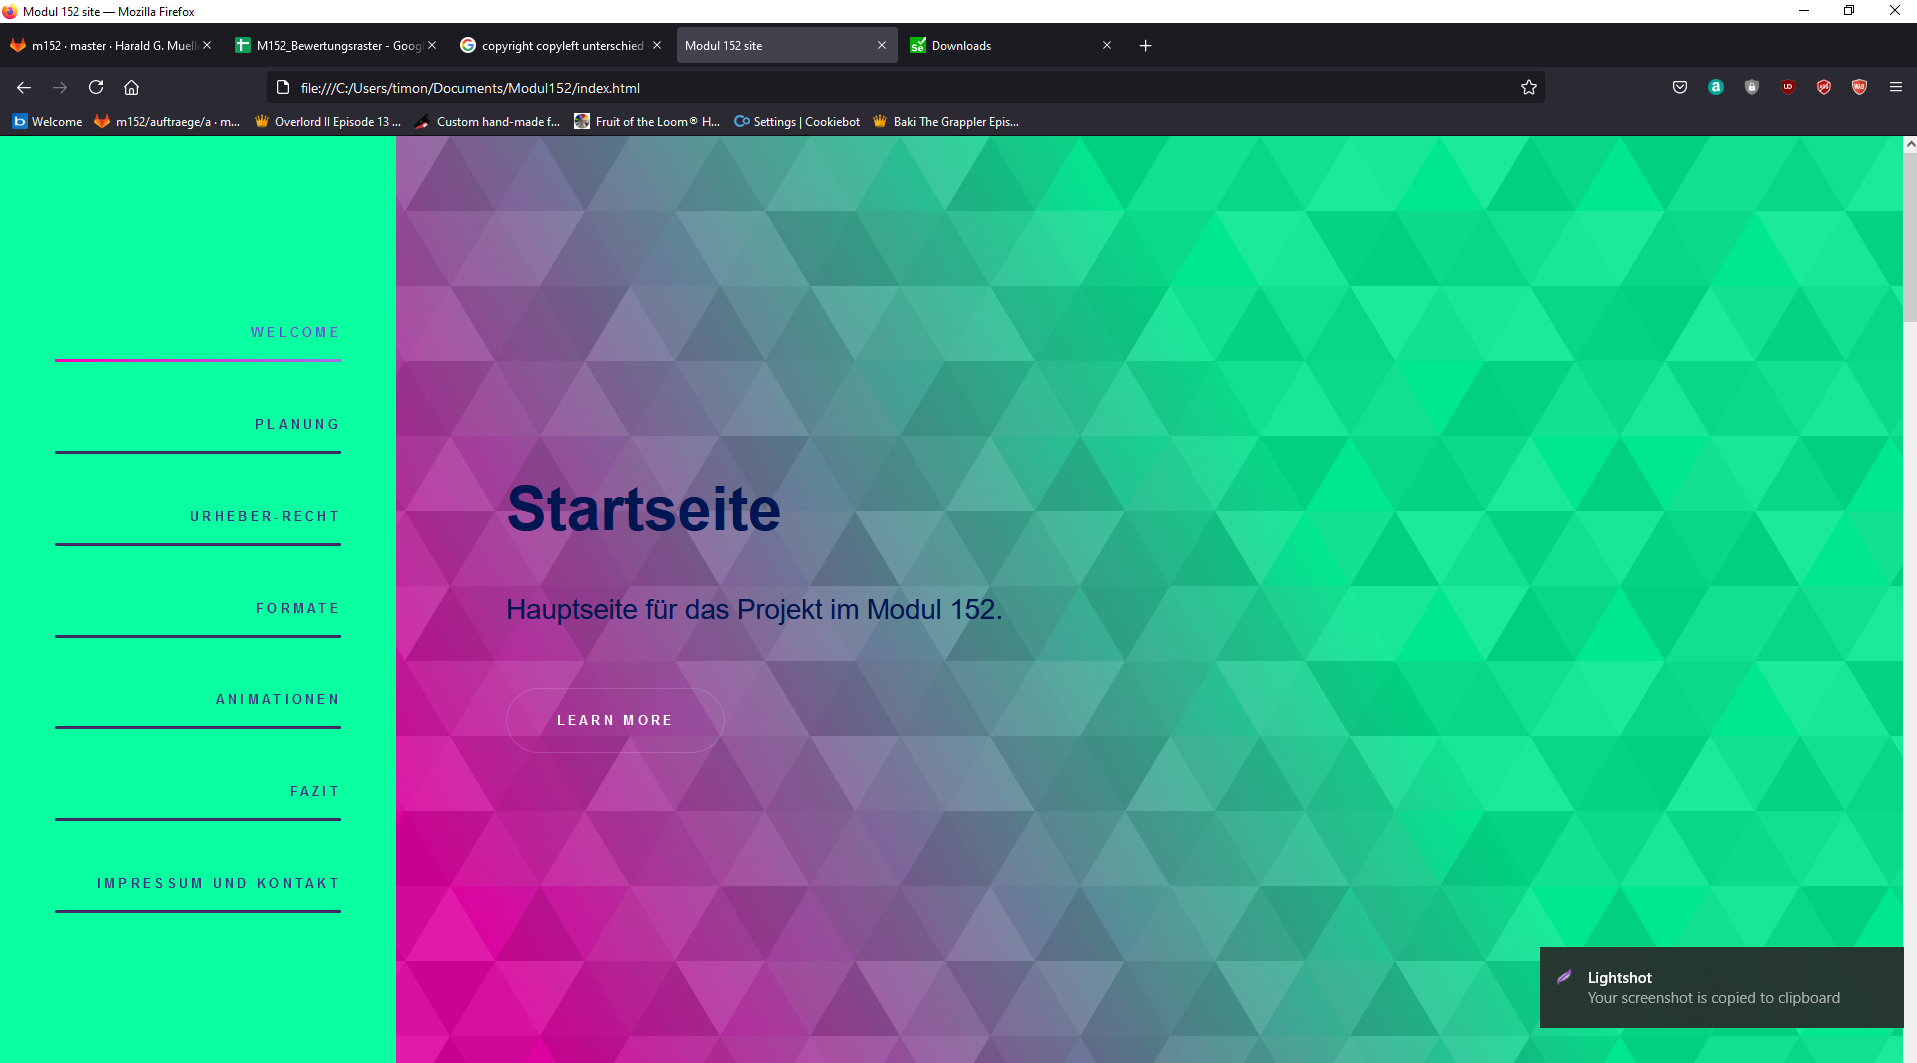 Modul 152 site — Mozilla Firefox
m152 · master · Harald G. Muell
M152_Bewertungsraster - Goog
copyright copyleft unterschied
Modul 152 site
Downloads
file:///C:/Users/timon/Documents/Modul152/index.html
Welcome
m152/auftraege/a · m...
Overlord II Episode 13 ...
Custom hand-made f...
Fruit of the Loom® H...
Settings | Cookiebot
Baki The Grappler Epis...
WELCOME
PLANUNG
URHEBER-RECHT
FORMATE
ANIMATIONEN
FAZIT
IMPRESSUM UND KONTAKT
Startseite
Hauptseite für das Projekt im Modul 152.
LEARN MORE
Lightshot
Your screenshot is copied to clipboard